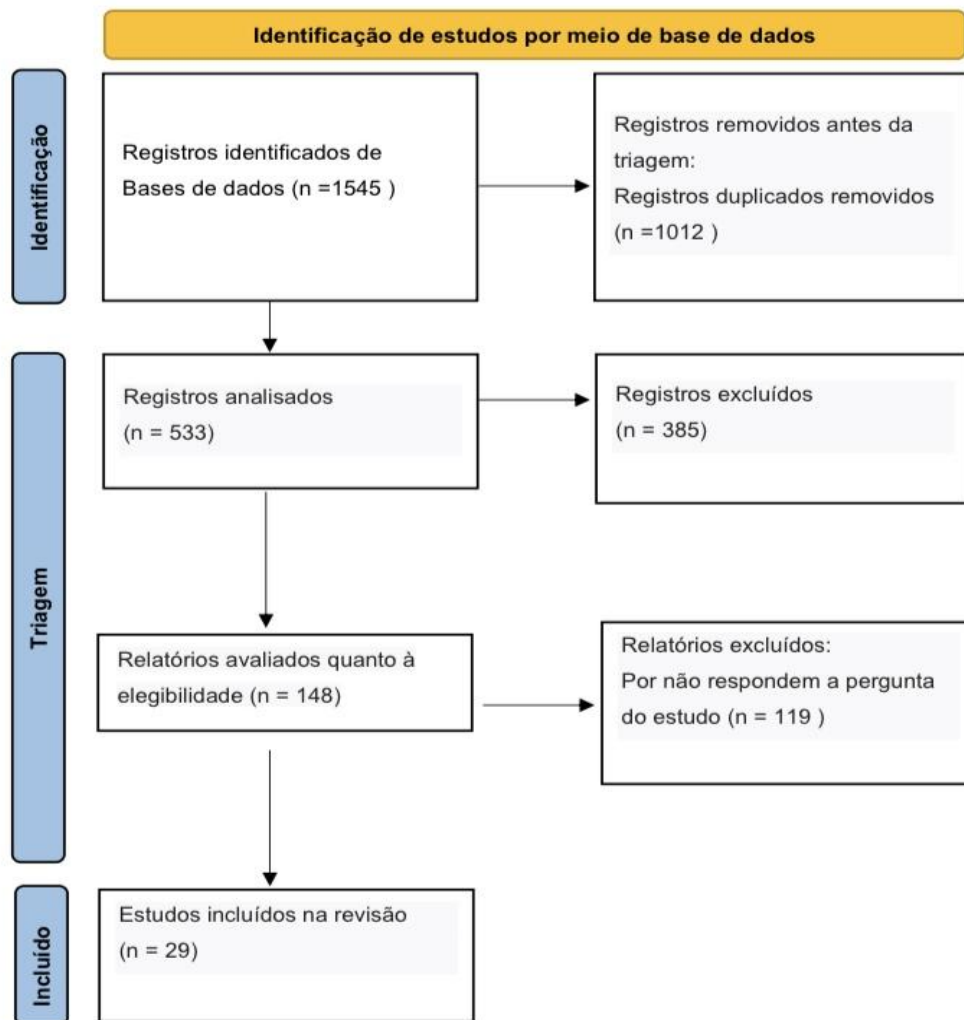 Identificação de estudos por meio de base de dados
Identificação
Registros identificados de
Bases de dados (n =1545 )
Registros removidos antes da
triagem:
Registros duplicados removidos
(n =1012 )
Triagem
Registros analisados
(n = 533)
Registros excluídos
(n = 385)
Relatórios avaliados quanto à
elegibilidade (n = 148)
Relatórios excluídos:
Por não respondem a pergunta
do estudo (n = 119 )
Incluído
Estudos incluídos na revisão
(n = 29)